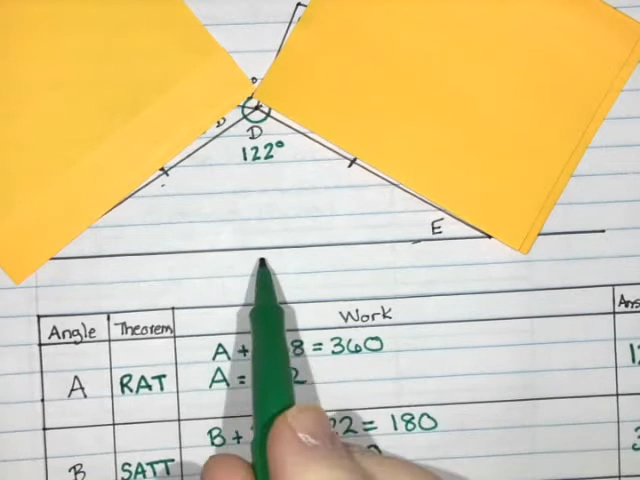 D
D
122°
E
Angle Theorem Work
A + 8 = 360
A RAT A = 2
B + 22 = 180
B SATT